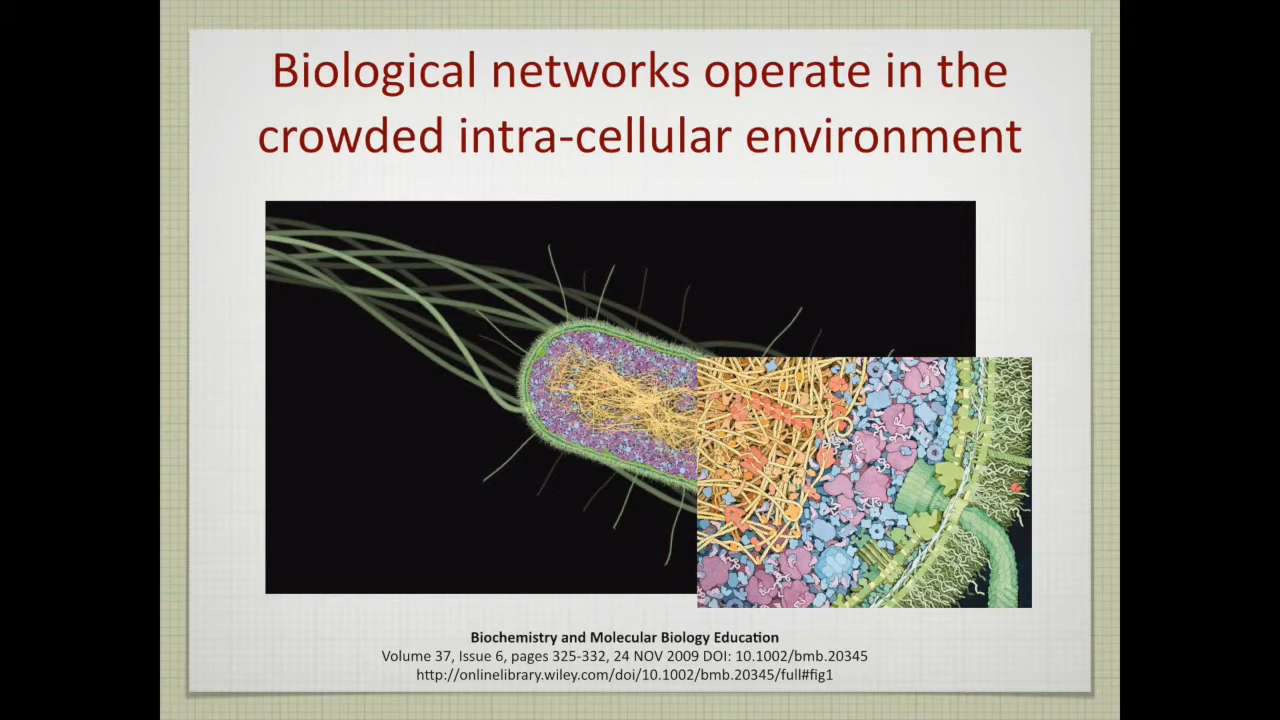 Biological networks operate in the
crowded intra-cellular environment
Biochemistry and Molecular Biology Education
Volume 37, Issue 6, pages 325-332, 24 NOV 2009 DOI: 10.1002/bmb.20345
http://onlinelibrary.wiley.com/doi/10.1002/bmb.20345/full#fig1